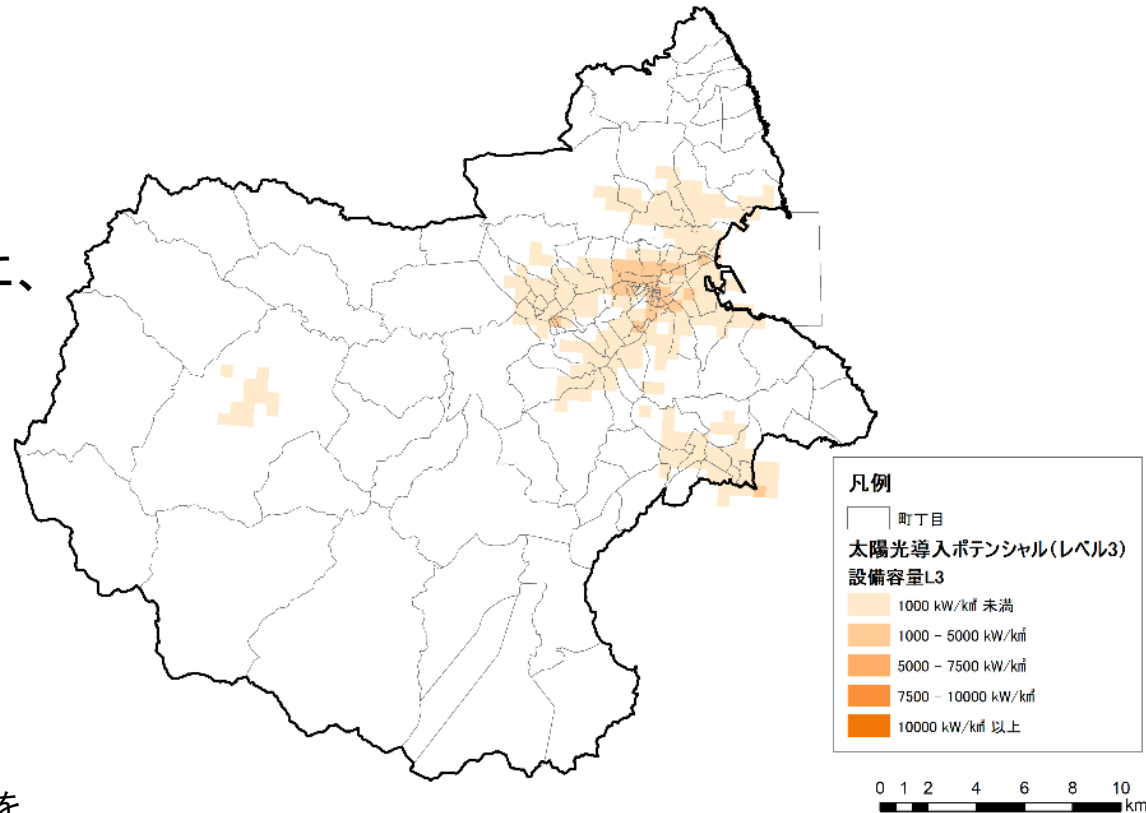 に、
凡例
町丁目
太陽光導入ポテンシャル(レベル3)
設備容量L3
1000 kW/k㎡ 未満
1000 - 5000 kW/k㎡
5000 - 7500 kW/k㎡
7500 - 10000 kW/k㎡
10000 kW/k㎡ 以上
0 1 2 4 6 8 10
km
を